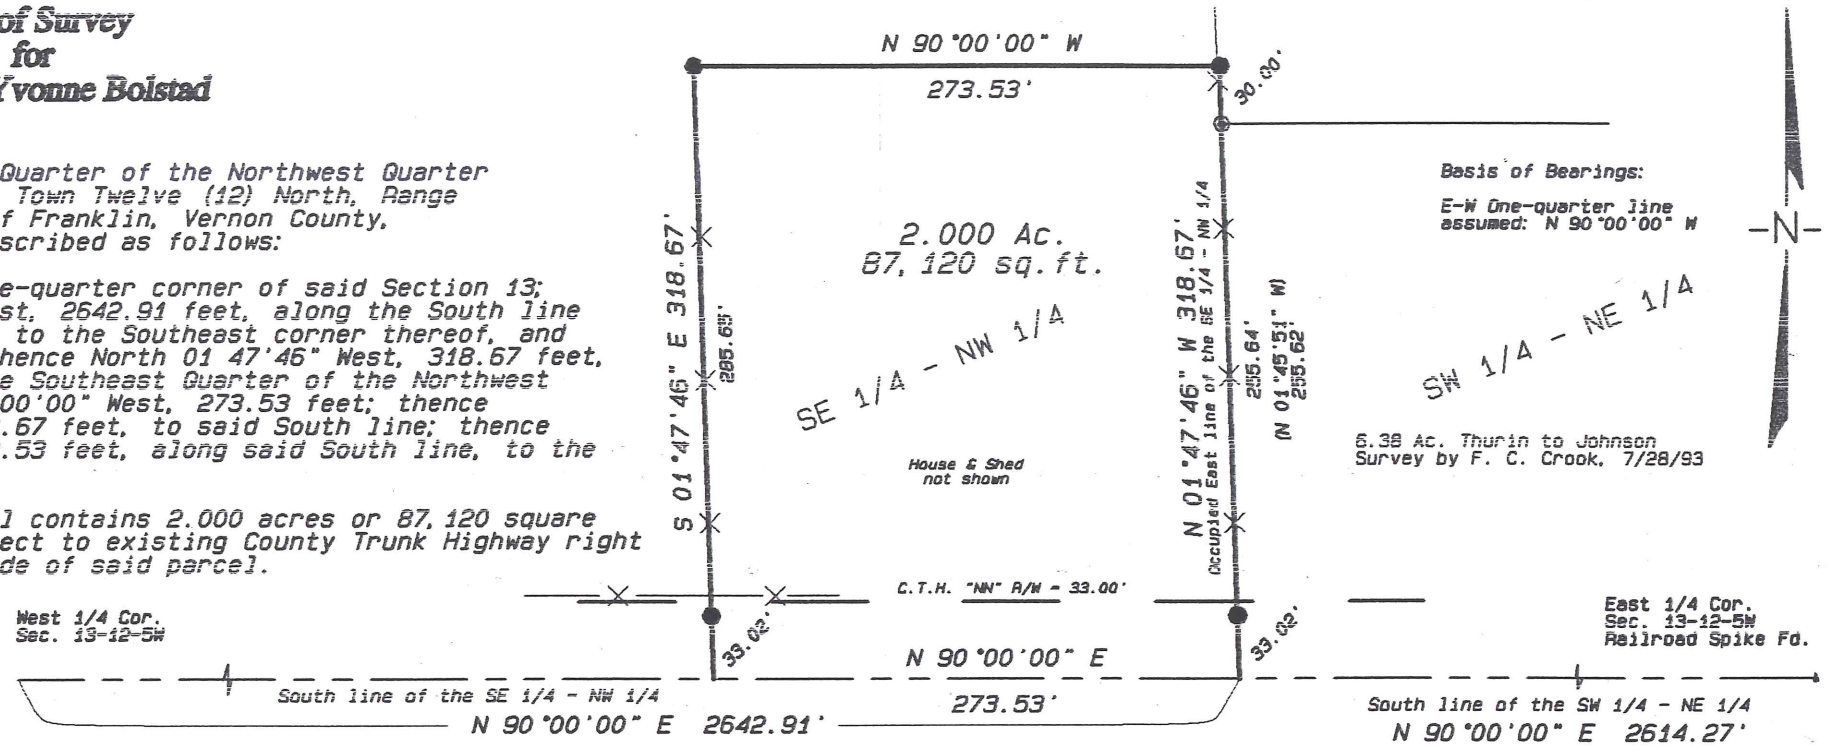 of Survey
for
Yvonne Bolstad
Quarter of the Northwest Quarter
Town Twelve (12) North, Range
f Franklin, Vernon County,
scribed as follows:
e-quarter corner of said Section 13;
st, 2642.91 feet, along the South line
to the Southeast corner thereof, and
hence North 01 47'46" West, 318.67 feet,
e Southeast Quarter of the Northwest
00'00" West, 273.53 feet; thence
.67 feet, to said South line; thence
.53 feet, along said South line, to the
l contains 2.000 acres or 87,120 square
ect to existing County Trunk Highway right
de of said parcel.
West 1/4 Cor.
Sec. 13-12-5W
N 90°00'00" W
273.53'
30.00'
S 01°47'46" E 318.67'
285.65'
2.000 Ac.
87,120 sq.ft.
SE 1/4 - NW 1/4
House & Shed
not shown
N 01°47'46" W 318.67'
Occupied East line of the SE 1/4 - NW 1/4
255.64'
(N 01°45'51" W)
255.62'
Basis of Bearings:
E-W One-quarter line
assumed: N 90°00'00" W
-N-
SW 1/4 - NE 1/4
6.38 Ac. Thurin to Johnson
Survey by F. C. Crook, 7/28/93
C.T.H. "NN" R/W = 33.00'
33.02'
33.02'
East 1/4 Cor.
Sec. 13-12-5W
Railroad Spike Fd.
N 90°00'00" E
273.53'
South line of the SE 1/4 - NW 1/4
N 90°00'00" E 2642.91'
South line of the SW 1/4 - NE 1/4
N 90°00'00" E 2614.27'